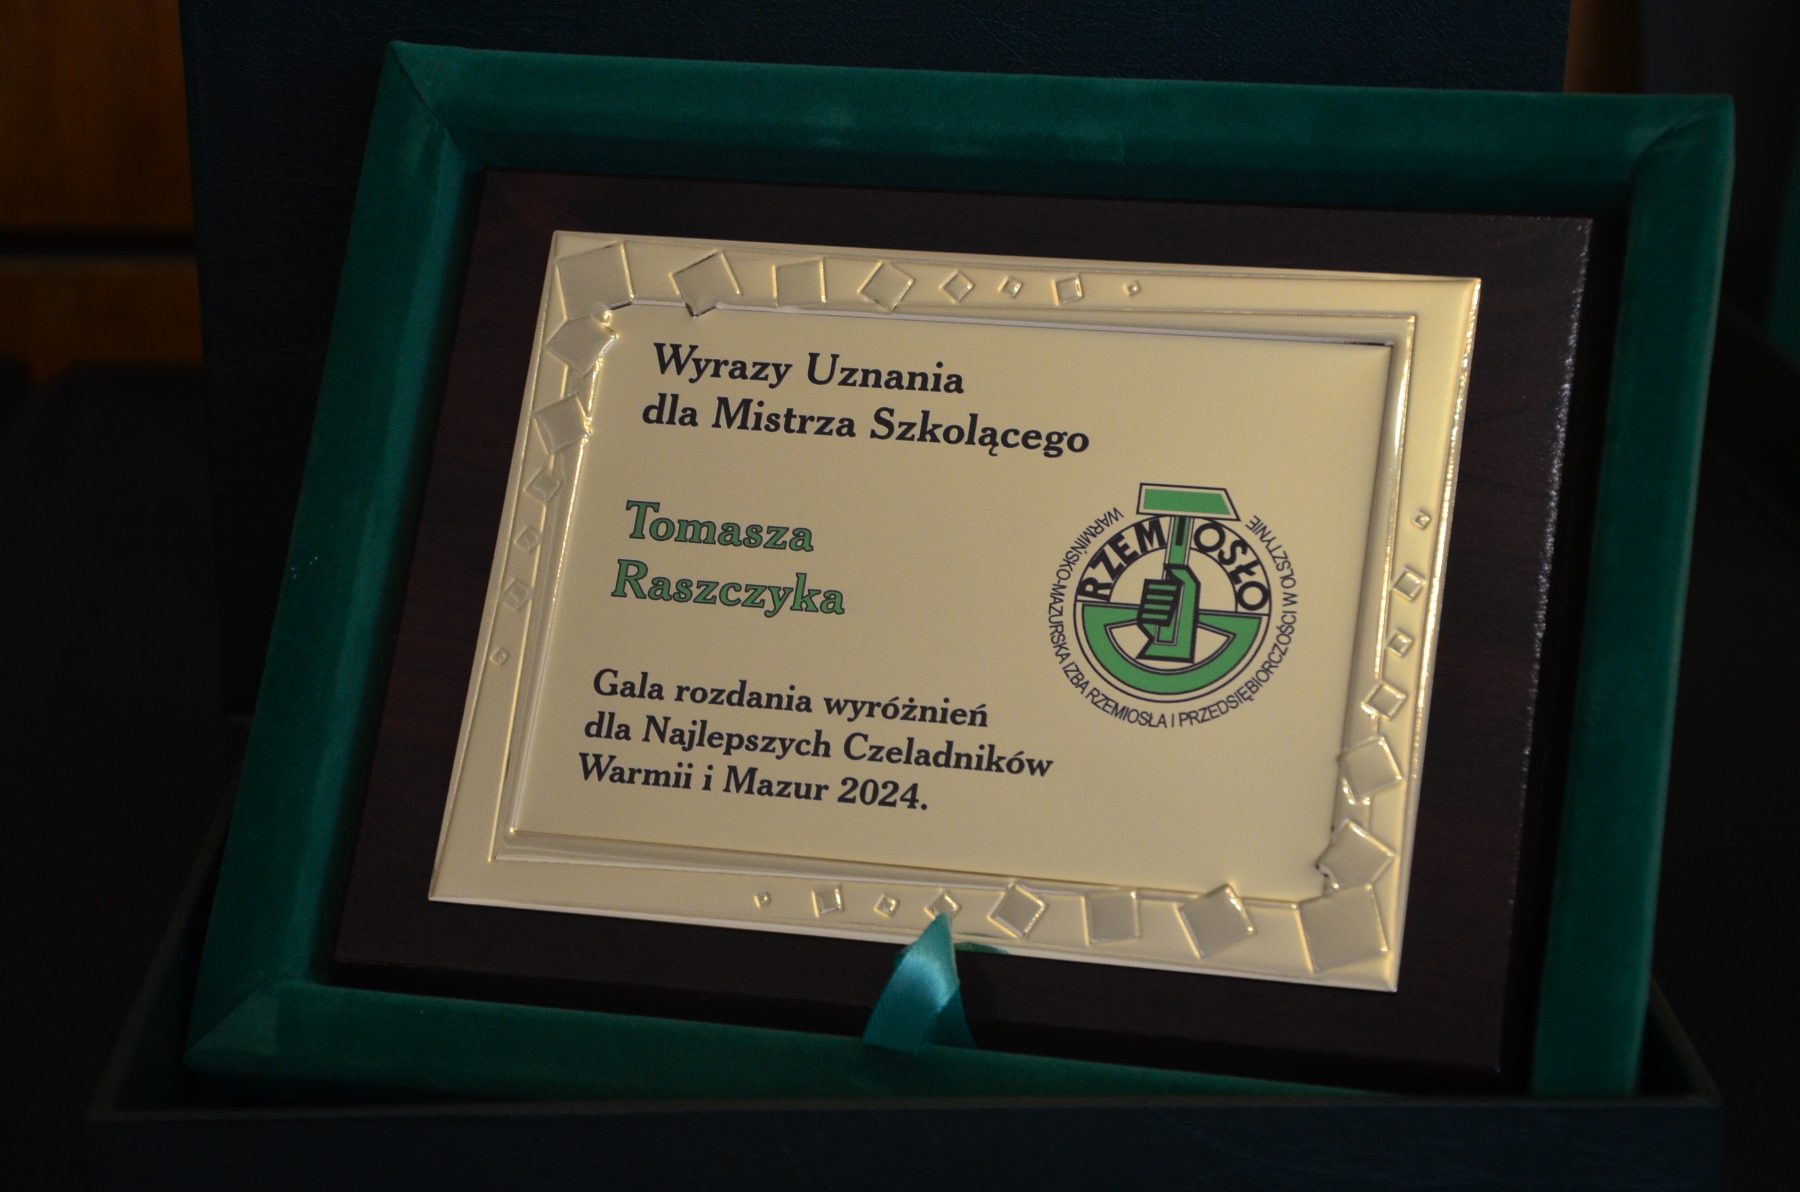 Wyrazy Uznania
dla Mistrza Szkolącego
Tomasza
Raszczyka
RZEMIOSŁO
WARMIŃSKO-MAZURSKA IZBA RZEMIOSŁA I PRZEDSIĘBIORCZOŚCI W OLSZTYNIE
Gala rozdania wyróżnień
dla Najlepszych Czeladników
Warmii i Mazur 2024.